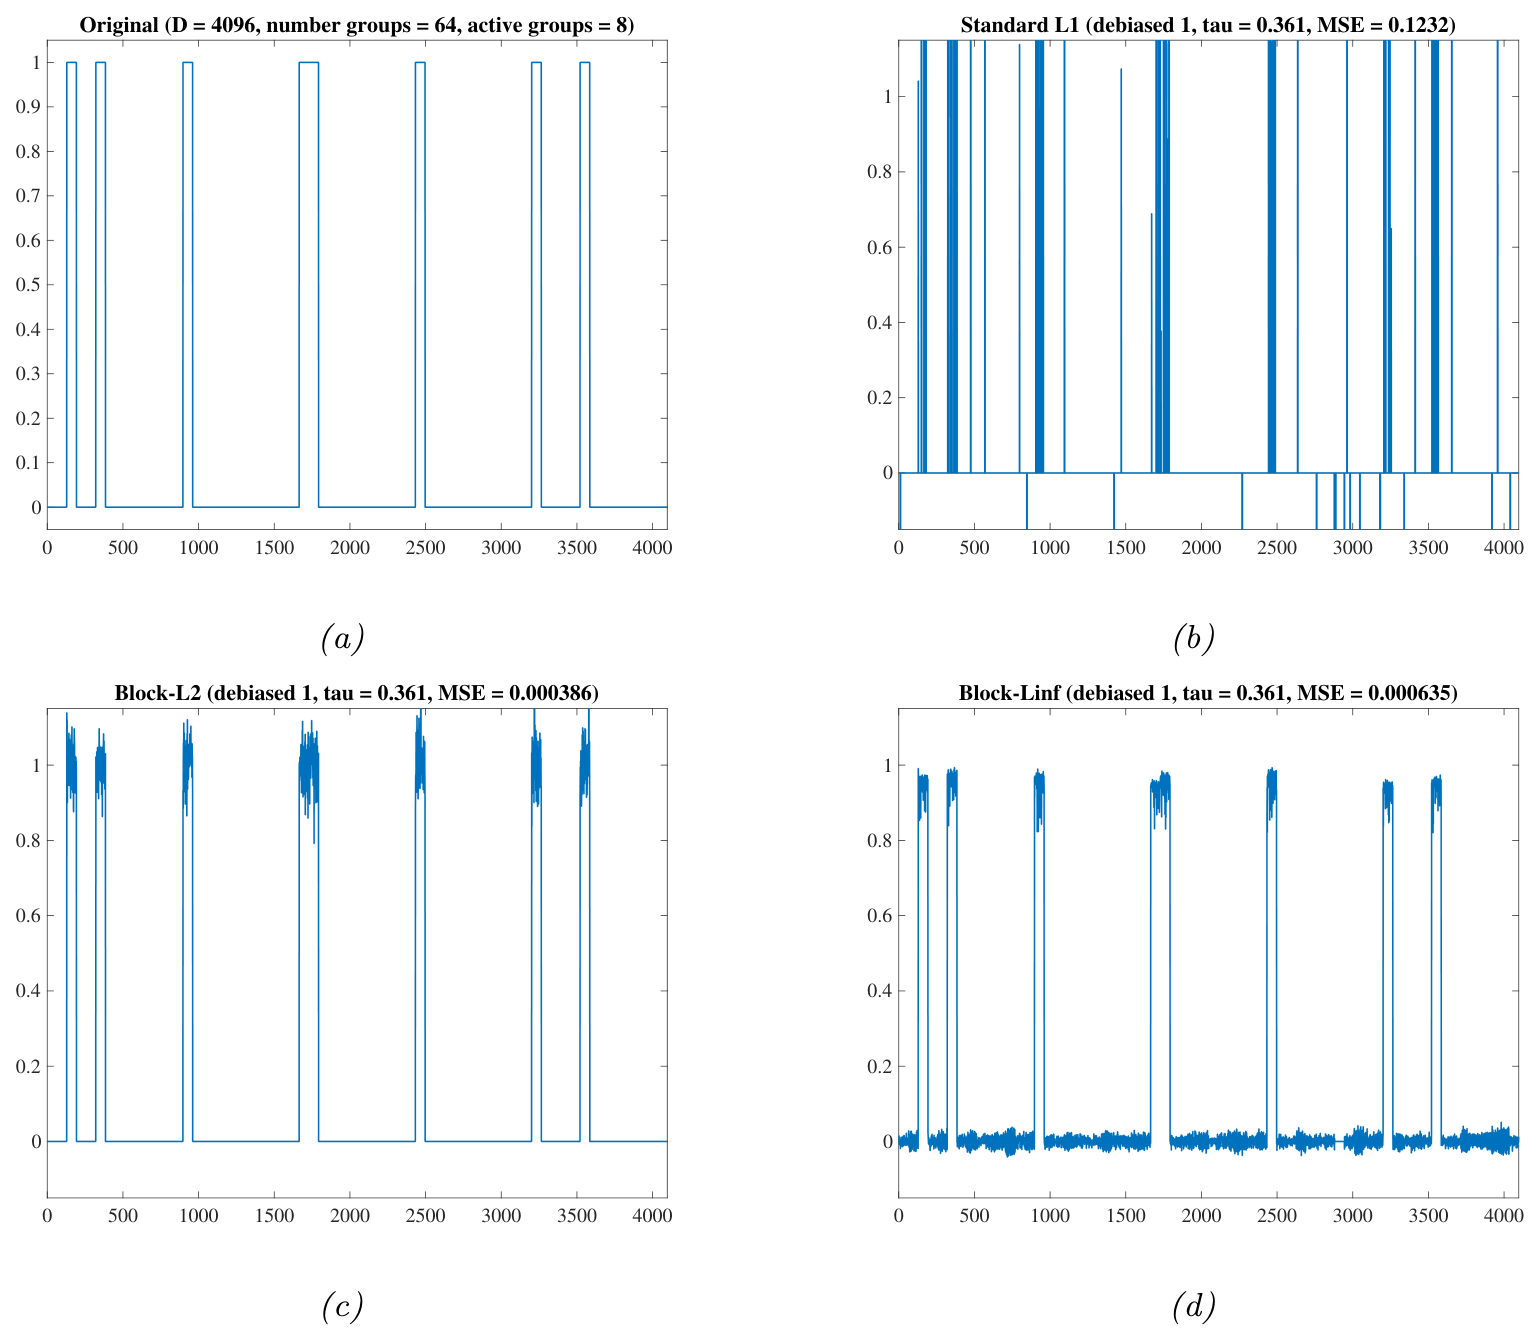 Original (D = 4096, number groups = 64, active groups = 8)
1
0.9
0.8
0.7
0.6
0.5
0.4
0.3
0.2
0.1
0
0 500 1000 1500 2000 2500 3000 3500 4000
(a)
Standard L1 (debiased 1, tau = 0.361, MSE = 0.1232)
1
0.8
0.6
0.4
0.2
0
0 500 1000 1500 2000 2500 3000 3500 4000
(b)
Block-L2 (debiased 1, tau = 0.361, MSE = 0.000386)
1
0.8
0.6
0.4
0.2
0
0 500 1000 1500 2000 2500 3000 3500 4000
(c)
Block-Linf (debiased 1, tau = 0.361, MSE = 0.000635)
1
0.8
0.6
0.4
0.2
0
0 500 1000 1500 2000 2500 3000 3500 4000
(d)